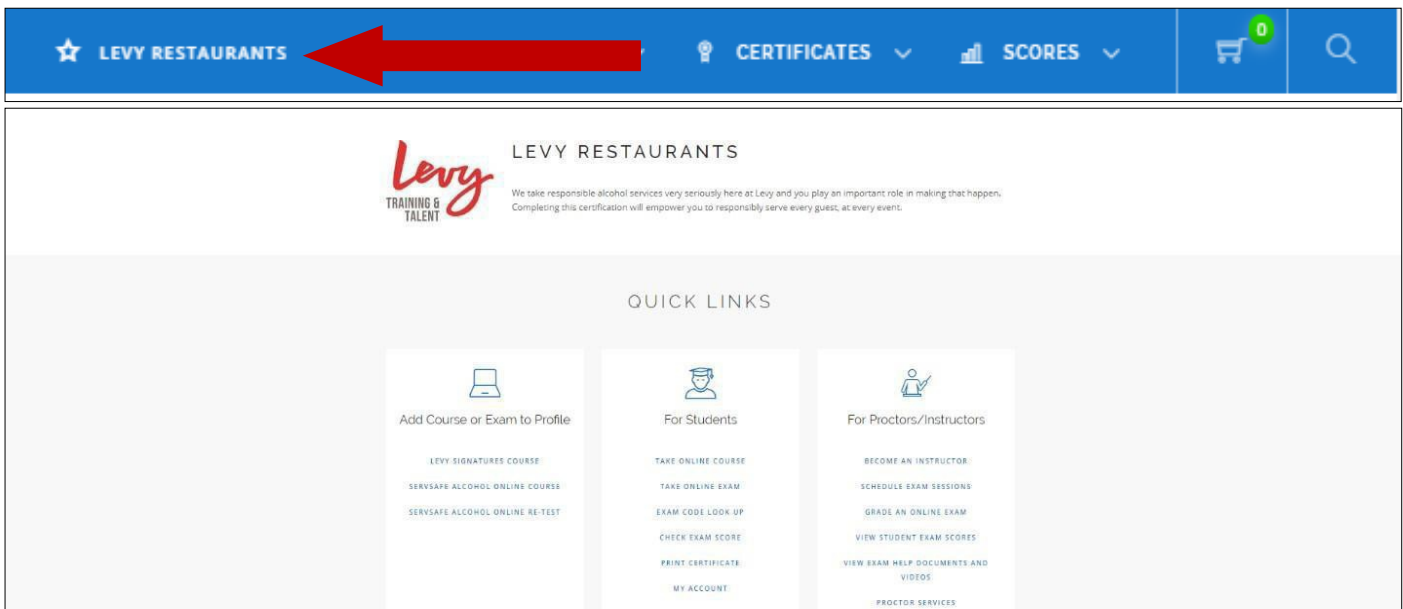 LEVY RESTAURANTS
CERTIFICATES
SCORES
0
levy
TRAINING &
TALENT
LEVY RESTAURANTS
We take responsible alcohol services very seriously here at Levy and you play an important role in making that happen.
Completing this certification will empower you to responsibly serve every guest, at every event.
QUICK LINKS
Add Course or Exam to Profile
LEVY SIGNATURES COURSE
SERVSAFE ALCOHOL ONLINE COURSE
SERVSAFE ALCOHOL ONLINE RE-TEST
For Students
TAKE ONLINE COURSE
TAKE ONLINE EXAM
EXAM CODE LOOK UP
CHECK EXAM SCORE
PRINT CERTIFICATE
MY ACCOUNT
For Proctors/Instructors
BECOME AN INSTRUCTOR
SCHEDULE EXAM SESSIONS
GRADE AN ONLINE EXAM
VIEW STUDENT EXAM SCORES
VIEW EXAM HELP DOCUMENTS AND
VIDEOS
PROCTOR SERVICES